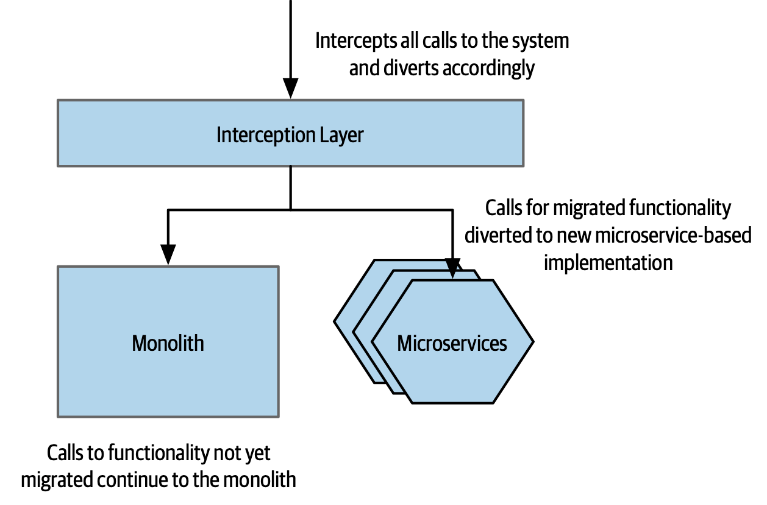 Intercepts all calls to the system
and diverts accordingly
Interception Layer
Calls for migrated functionality
diverted to new microservice-based
implementation
Monolith
Microservices
Calls to functionality not yet
migrated continue to the monolith